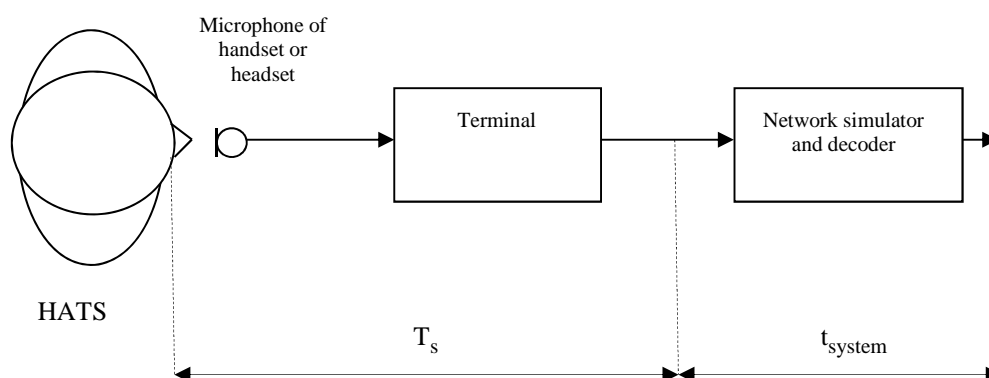 Microphone of
handset or
headset
Terminal
Network simulator
and decoder
HATS
Ts
tsystem